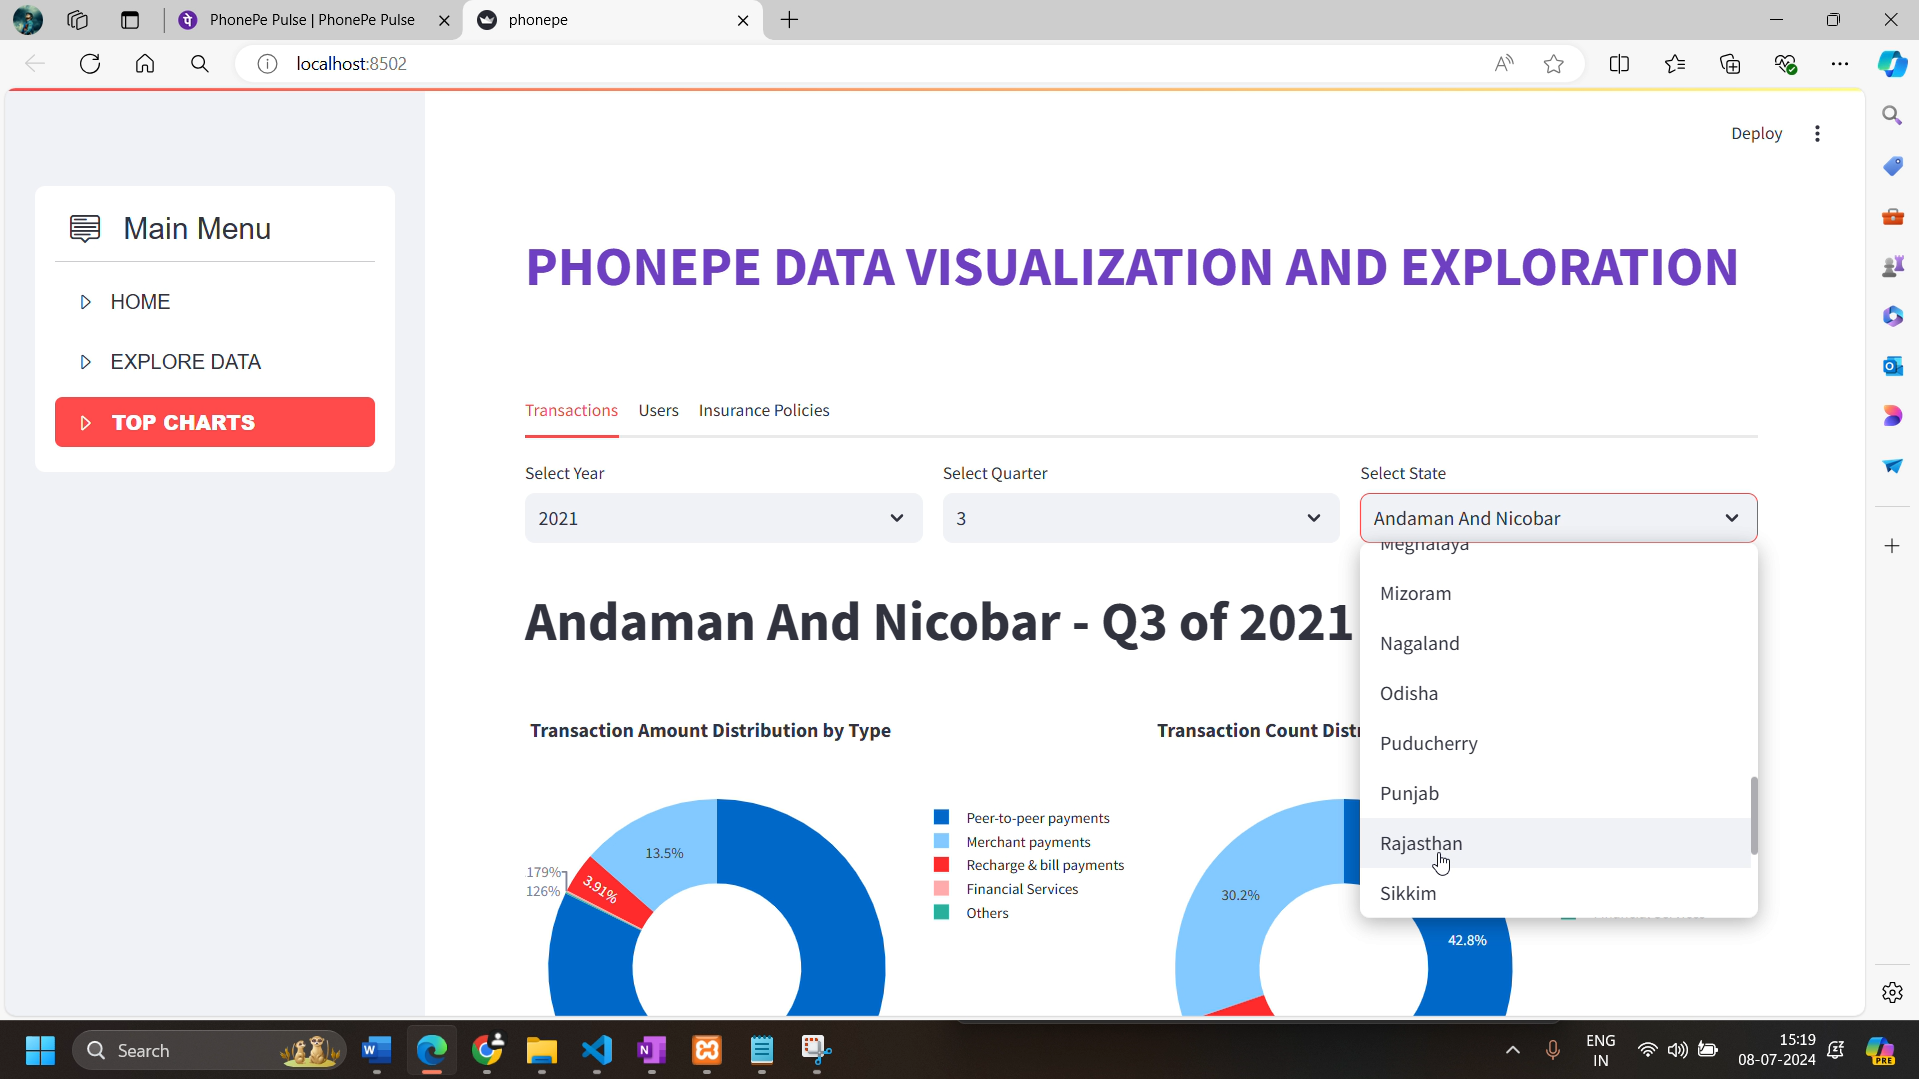 PhonePe Pulse | PhonePe Pulse
phonepe
localhost:8502
Deploy
Main Menu
HOME
EXPLORE DATA
TOP CHARTS
PHONEPE DATA VISUALIZATION AND EXPLORATION
Transactions Users Insurance Policies
Select Year Select Quarter Select State
2021 3 Andaman And Nicobar
Meghalaya
Mizoram
Nagaland
Odisha
Puducherry
Punjab
Rajasthan
Sikkim
Andaman And Nicobar - Q3 of 2021
Transaction Amount Distribution by Type
Transaction Count Distr
13.5%
3.91%
.179%
.126%
Peer-to-peer payments
Merchant payments
Recharge & bill payments
Financial Services
Others
30.2%
42.8%
Search
ENG
IN
15:19
08-07-2024
PRE